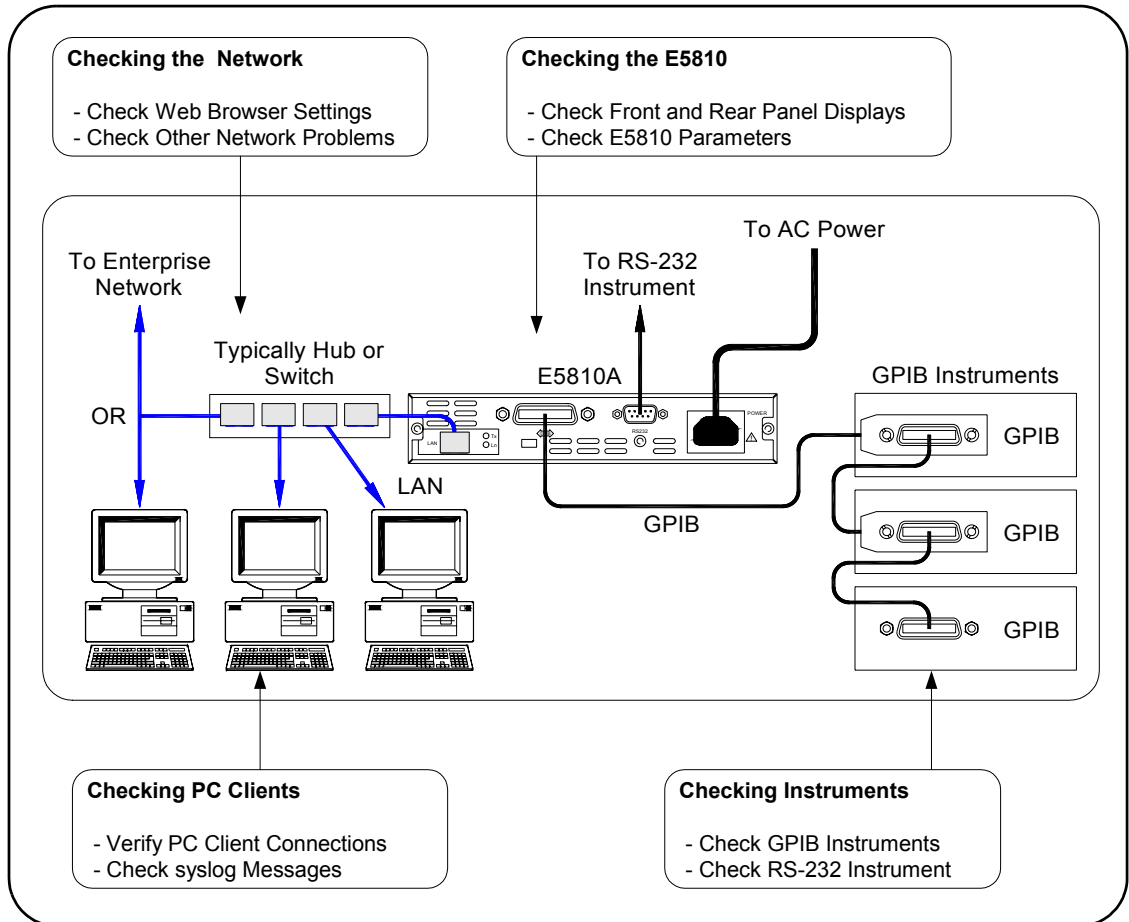 Checking the Network
- Check Web Browser Settings
- Check Other Network Problems
Checking the E5810
- Check Front and Rear Panel Displays
- Check E5810 Parameters
To Enterprise
Network
To RS-232
Instrument
To AC Power
Typically Hub or
Switch
E5810A
GPIB Instruments
OR
LAN
Tx
Ln
RS232
POWER
GPIB
GPIB
GPIB
LAN
GPIB
Checking PC Clients
- Verify PC Client Connections
- Check syslog Messages
Checking Instruments
- Check GPIB Instruments
- Check RS-232 Instrument